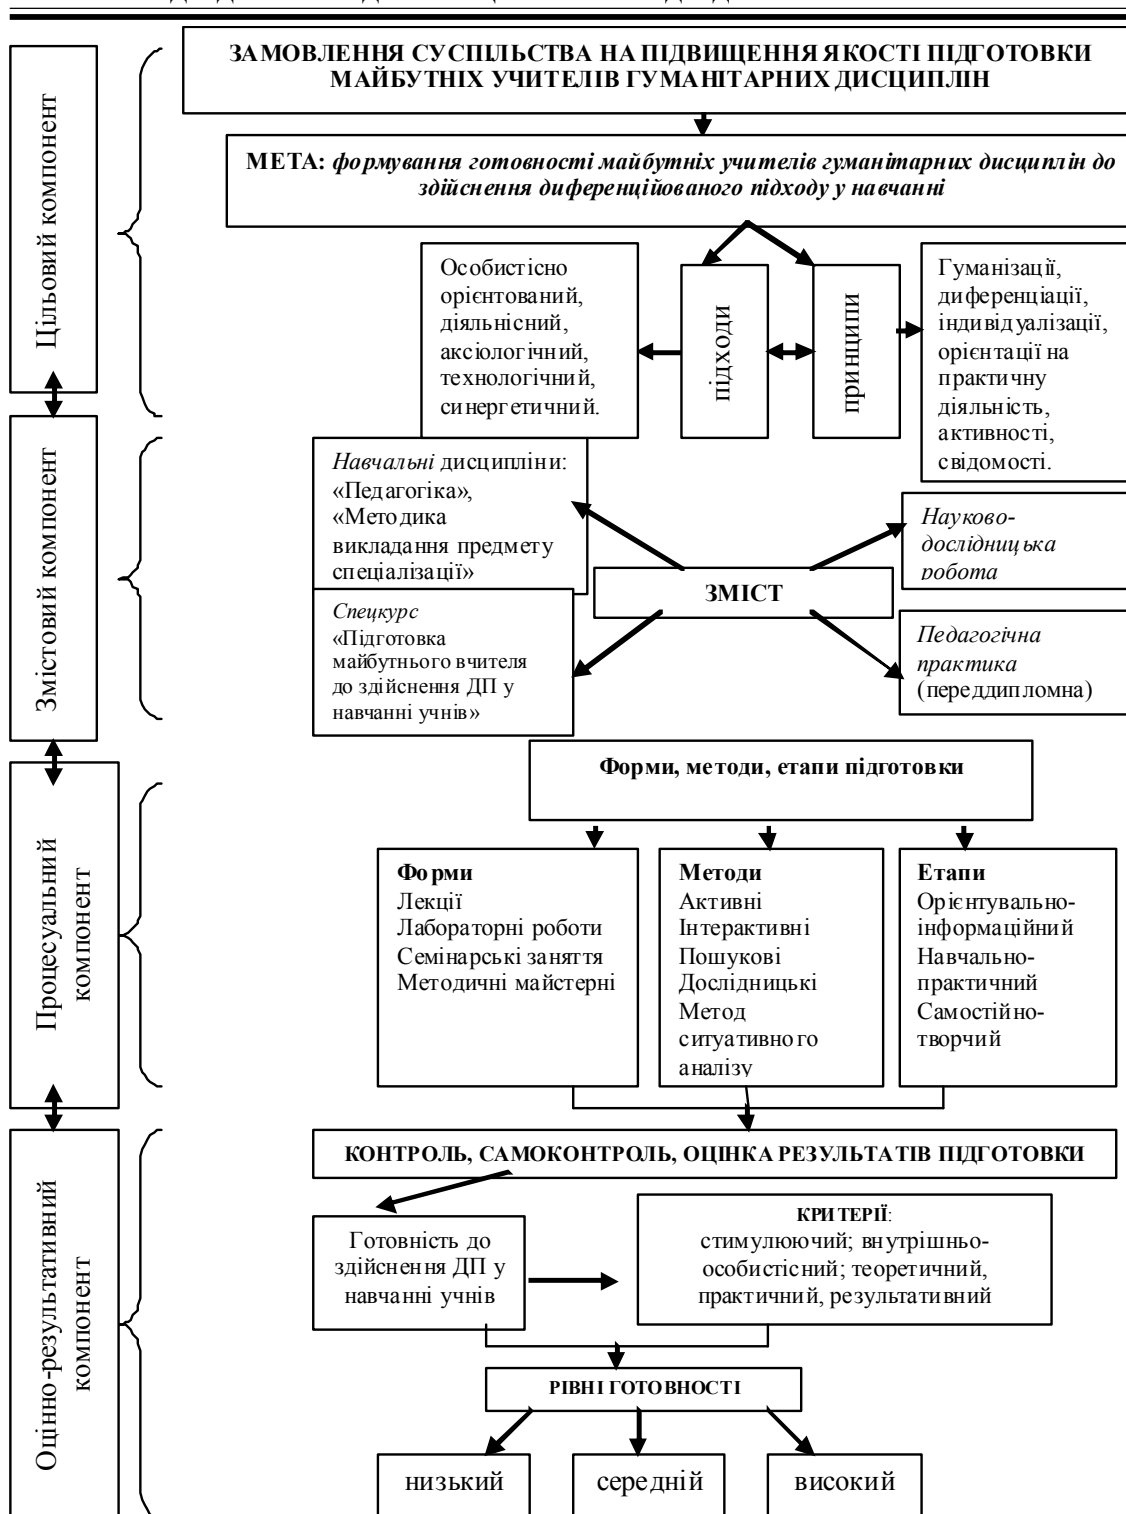 ЗАМОВЛЕННЯ СУСПІЛЬСТВА НА ПІДВИЩЕННЯ ЯКОСТІ ПІДГОТОВКИ
МАЙБУТНІХ УЧИТЕЛІВ ГУМАНІТАРНИХ ДИСЦИПЛІН
Цільовий компонент
МЕТА: формування готовності майбутніх учителів гуманітарних дисциплін до
здійснення диференційованого підходу у навчанні
Особистісно
орієнтований,
діяльнісний,
аксіологічний,
технологічний,
синергетичний.
підходи
принципи
Гуманізації,
диференціації,
індивідуалізації,
орієнтації на
практичну
діяльність,
активності,
свідомості.
Змістовий компонент
Навчальні дисципліни:
«Педагогіка»,
«Методика
викладання предмету
спеціалізації»
Науково-
дослідницька
робота
ЗМІСТ
Спецкурс
«Підготовка
майбутнього вчителя
до здійснення ДП у
навчанні учнів»
Педагогічна
практика
(переддипломна)
Процесуальний
компонент
Форми, методи, етапи підготовки
Форми
Лекції
Лабораторні роботи
Семінарські заняття
Методичні майстерні
Методи
Активні
Інтерактивні
Пошукові
Дослідницькі
Метод
ситуативного
аналізу
Етапи
Орієнтувально-
інформаційний
Навчально-
практичний
Самостійно-
творчий
Оцінно-результативний
компонент
КОНТРОЛЬ, САМОКОНТРОЛЬ, ОЦІНКА РЕЗУЛЬТАТІВ ПІДГОТОВКИ
Готовність до
здійснення ДП у
навчанні учнів
КРИТЕРІЇ:
стимулюючий; внутрішньо-
особистісний; теоретичний,
практичний, результативний
РІВНІ ГОТОВНОСТІ
низький
середній
високий